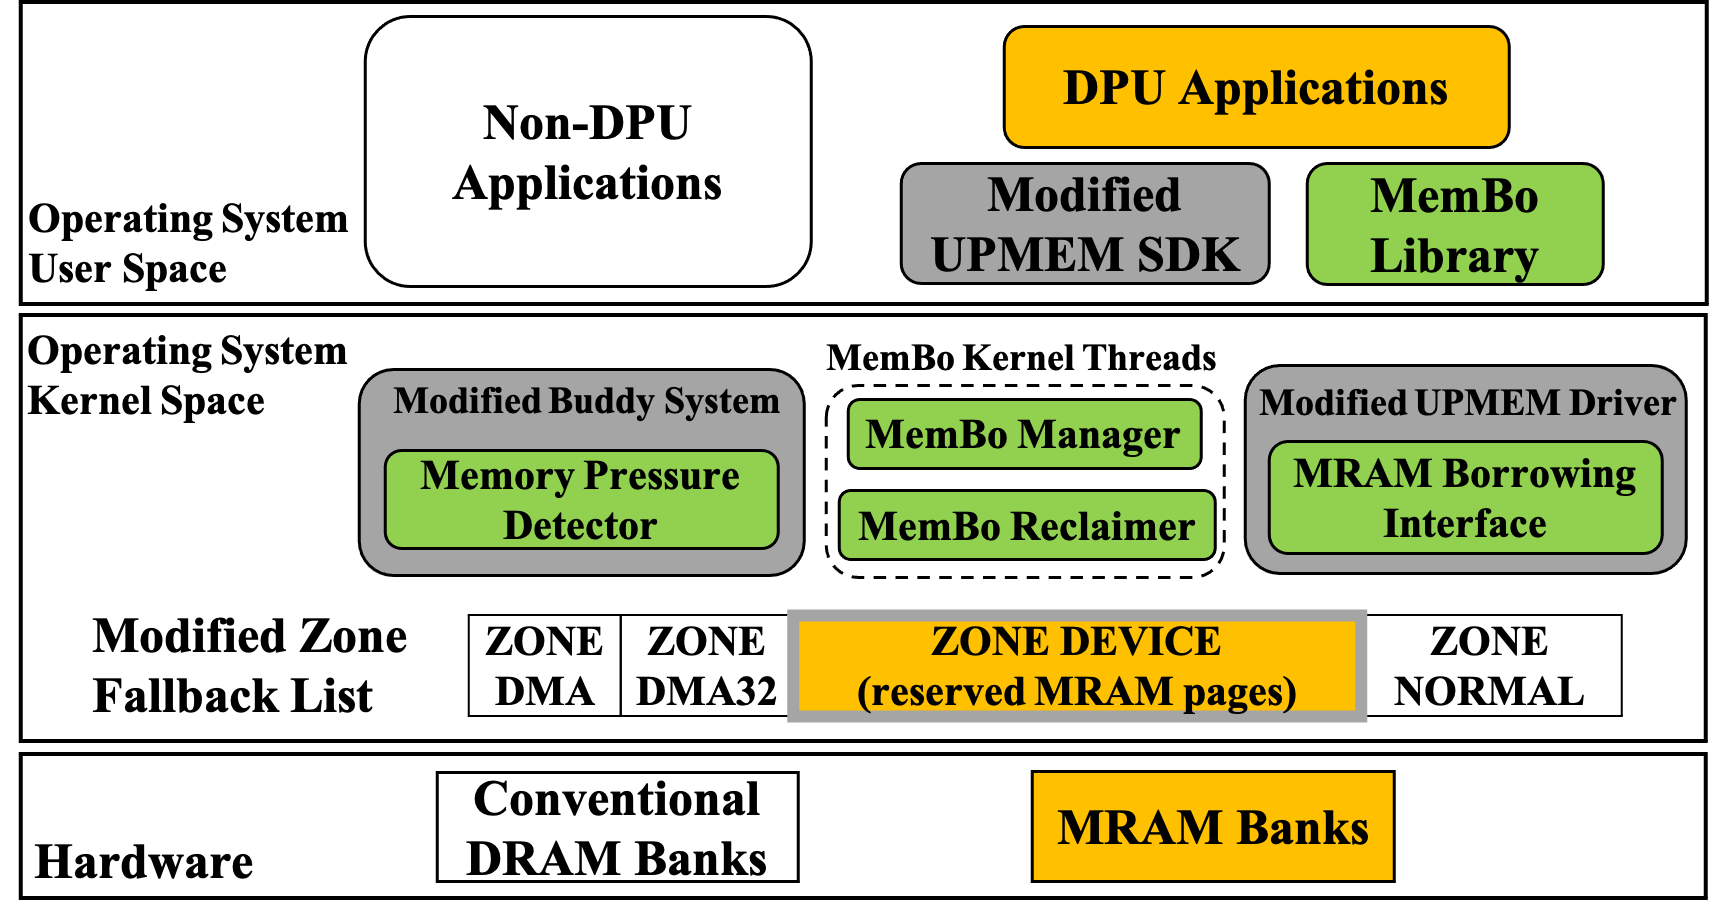 Non-DPU
Applications
DPU Applications
Modified
UPMEM SDK
MemBo
Library
Operating System
User Space
Operating System
Kernel Space
Modified Buddy System
Memory Pressure
Detector
MemBo Kernel Threads
MemBo Manager
MemBo Reclaimer
Modified UPMEM Driver
MRAM Borrowing
Interface
Modified Zone
Fallback List
ZONE
DMA
ZONE
DMA32
ZONE DEVICE
(reserved MRAM pages)
ZONE
NORMAL
Hardware
Conventional
DRAM Banks
MRAM Banks